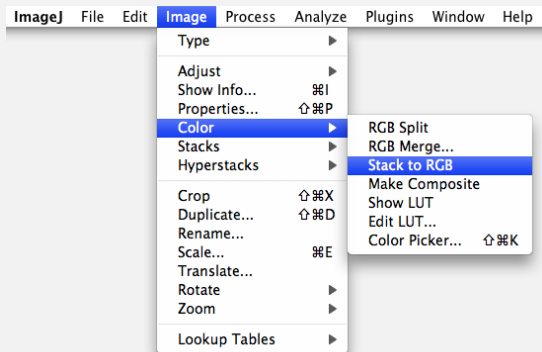 ImageJ File Edit Image Process Analyze Plugins Window Help
Type
Adjust
Show Info... ⌘I
Properties... ⇧⌘P
Color
Stacks
Hyperstacks
Crop ⇧⌘X
Duplicate... ⇧⌘D
Rename...
Scale... ⌘E
Translate...
Rotate
Zoom
Lookup Tables
RGB Split
RGB Merge...
Stack to RGB
Make Composite
Show LUT
Edit LUT...
Color Picker... ⇧⌘K